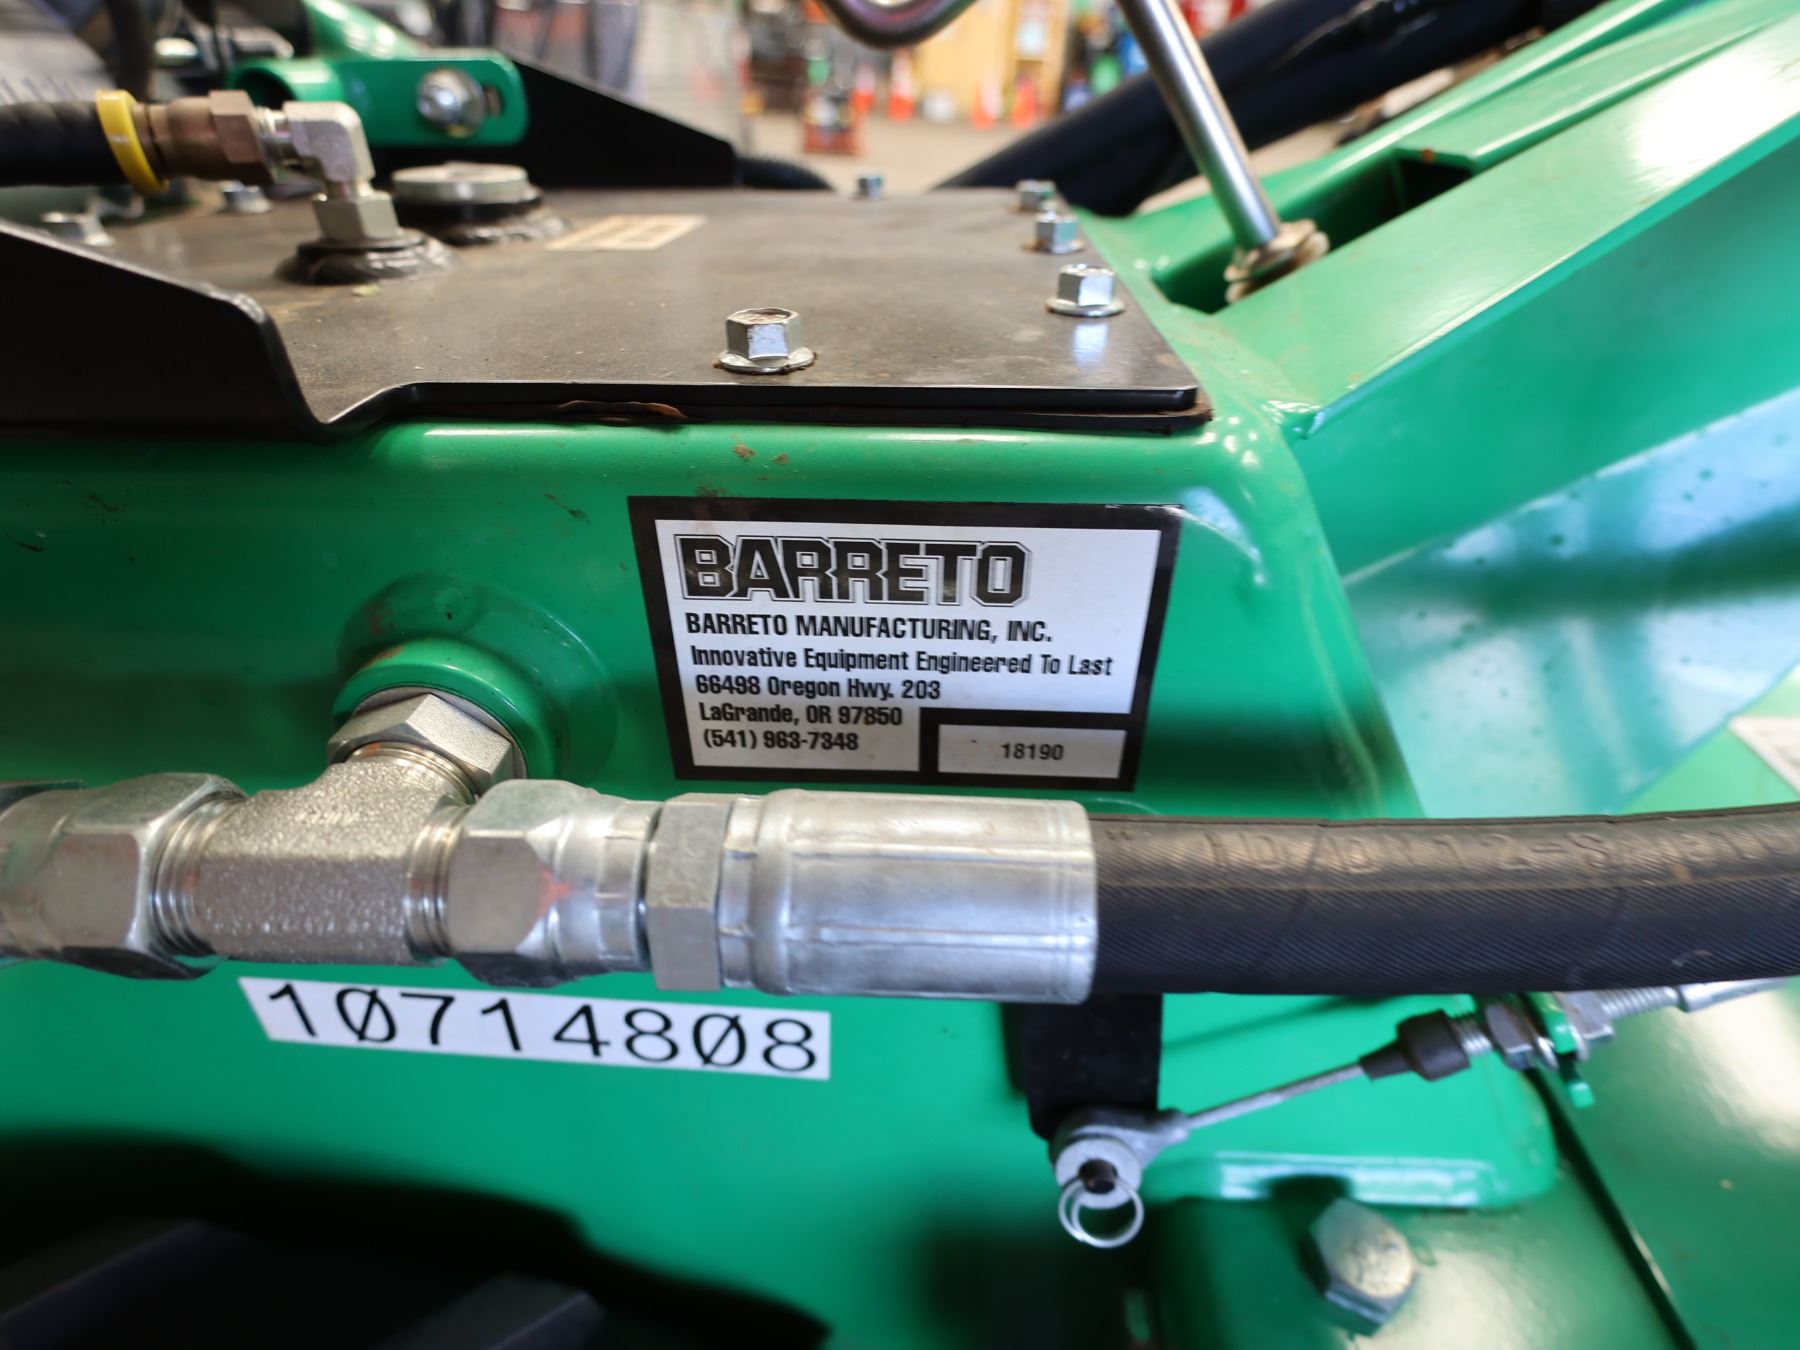 BARRETO
BARRETO MANUFACTURING, INC.
Innovative Equipment Engineered To Last
66498 Oregon Hwy. 203
LaGrande, OR 97850
(541) 963-7348
18190
10714808